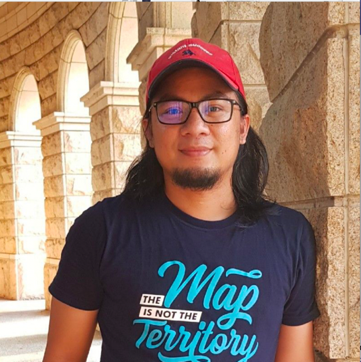 Map
THE
IS NOT THE
Territory